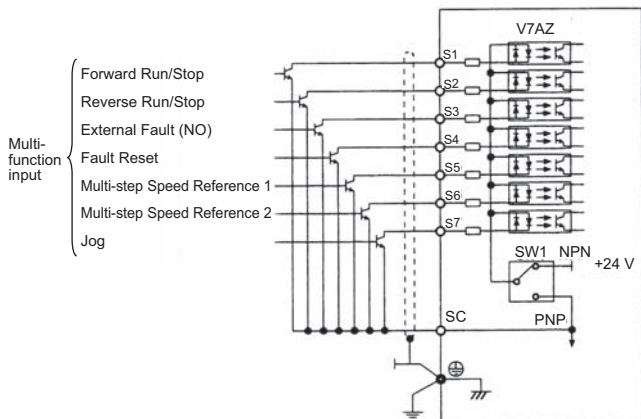 V7AZ
Multi-
function
input
Forward Run/Stop
Reverse Run/Stop
External Fault (NO)
Fault Reset
Multi-step Speed Reference 1
Multi-step Speed Reference 2
Jog
S1
S2
S3
S4
S5
S6
S7
SW1 NPN
+24 V
SC
PNP